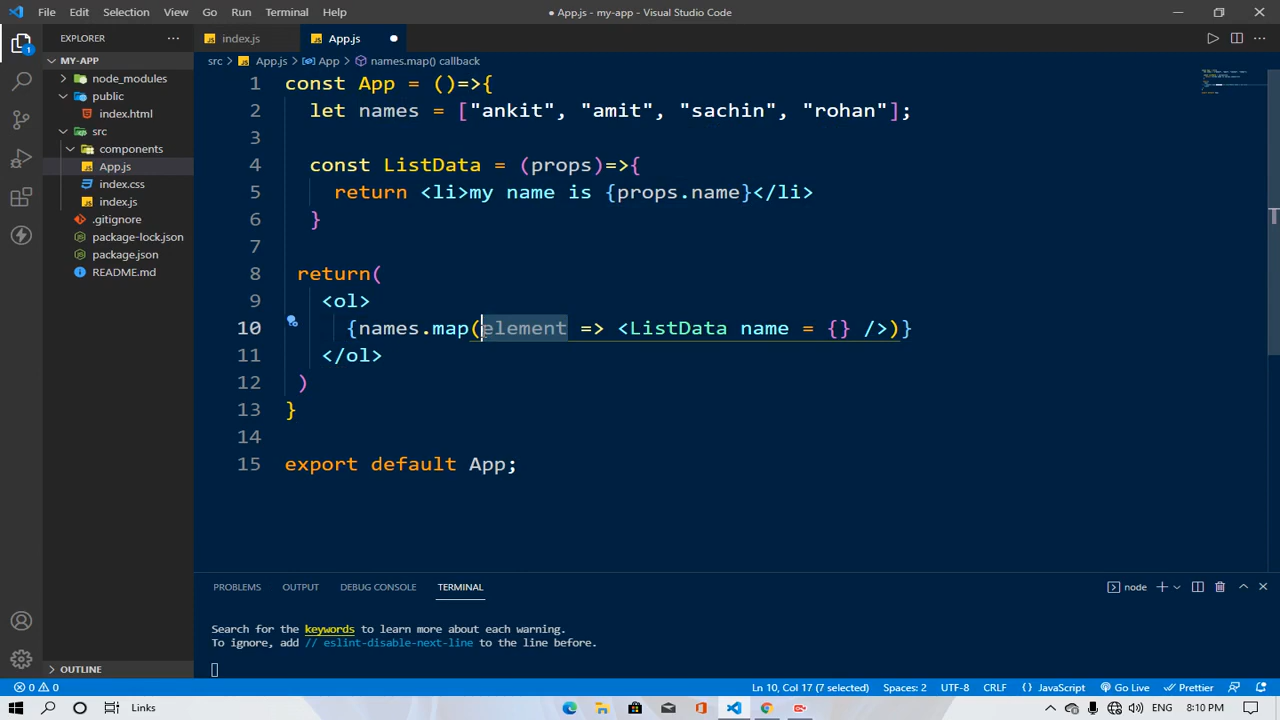 File Edit Selection View Go Run Terminal Help
● App.js - my-app - Visual Studio Code
EXPLORER
index.js
App.js
MY-APP
src > App.js > App > names.map() callback
node_modules
public
index.html
src
components
App.js
index.css
index.js
.gitignore
package-lock.json
package.json
README.md
1 const App = ()=>{
2 let names = ["ankit", "amit", "sachin", "rohan"];
3
4 const ListData = (props)=>{
5 return <li>my name is {props.name}</li>
6 }
7
8 return(
9 <ol>
10 {names.map(element => <ListData name = {} />)}
11 </ol>
12 )
13 }
14
15 export default App;
PROBLEMS OUTPUT DEBUG CONSOLE TERMINAL
node
Search for the keywords to learn more about each warning.
To ignore, add // eslint-disable-next-line to the line before.
OUTLINE
0 0
Ln 10, Col 17 (7 selected) Spaces: 2 UTF-8 CRLF {} JavaScript Go Live Prettier
Links
8:10 PM
1